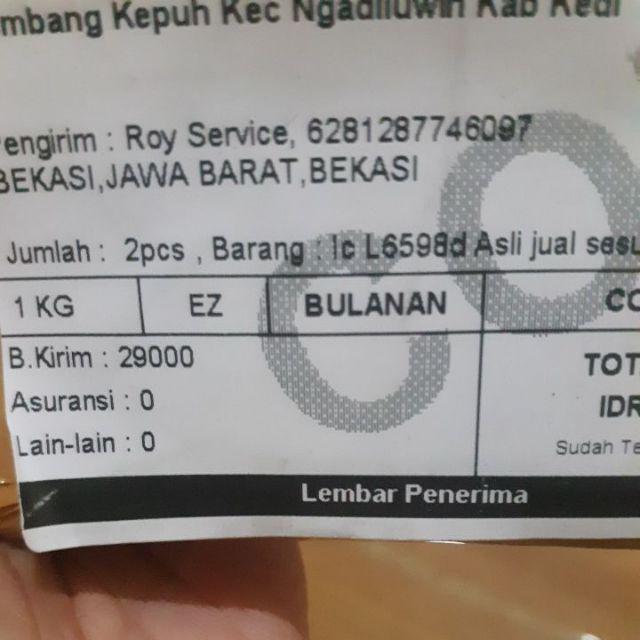 mbang Kepuh Kec Ngadiluwih Kab Kedi
engirim : Roy Service, 6281287746097
BEKASI,JAWA BARAT,BEKASI
Jumlah : 2pcs , Barang : Ic L6598d Asli jual sesu
1 KG EZ BULANAN CO
B.Kirim : 29000
TOT
Asuransi : 0
IDR
Lain-lain : 0
Sudah Te
Lembar Penerima